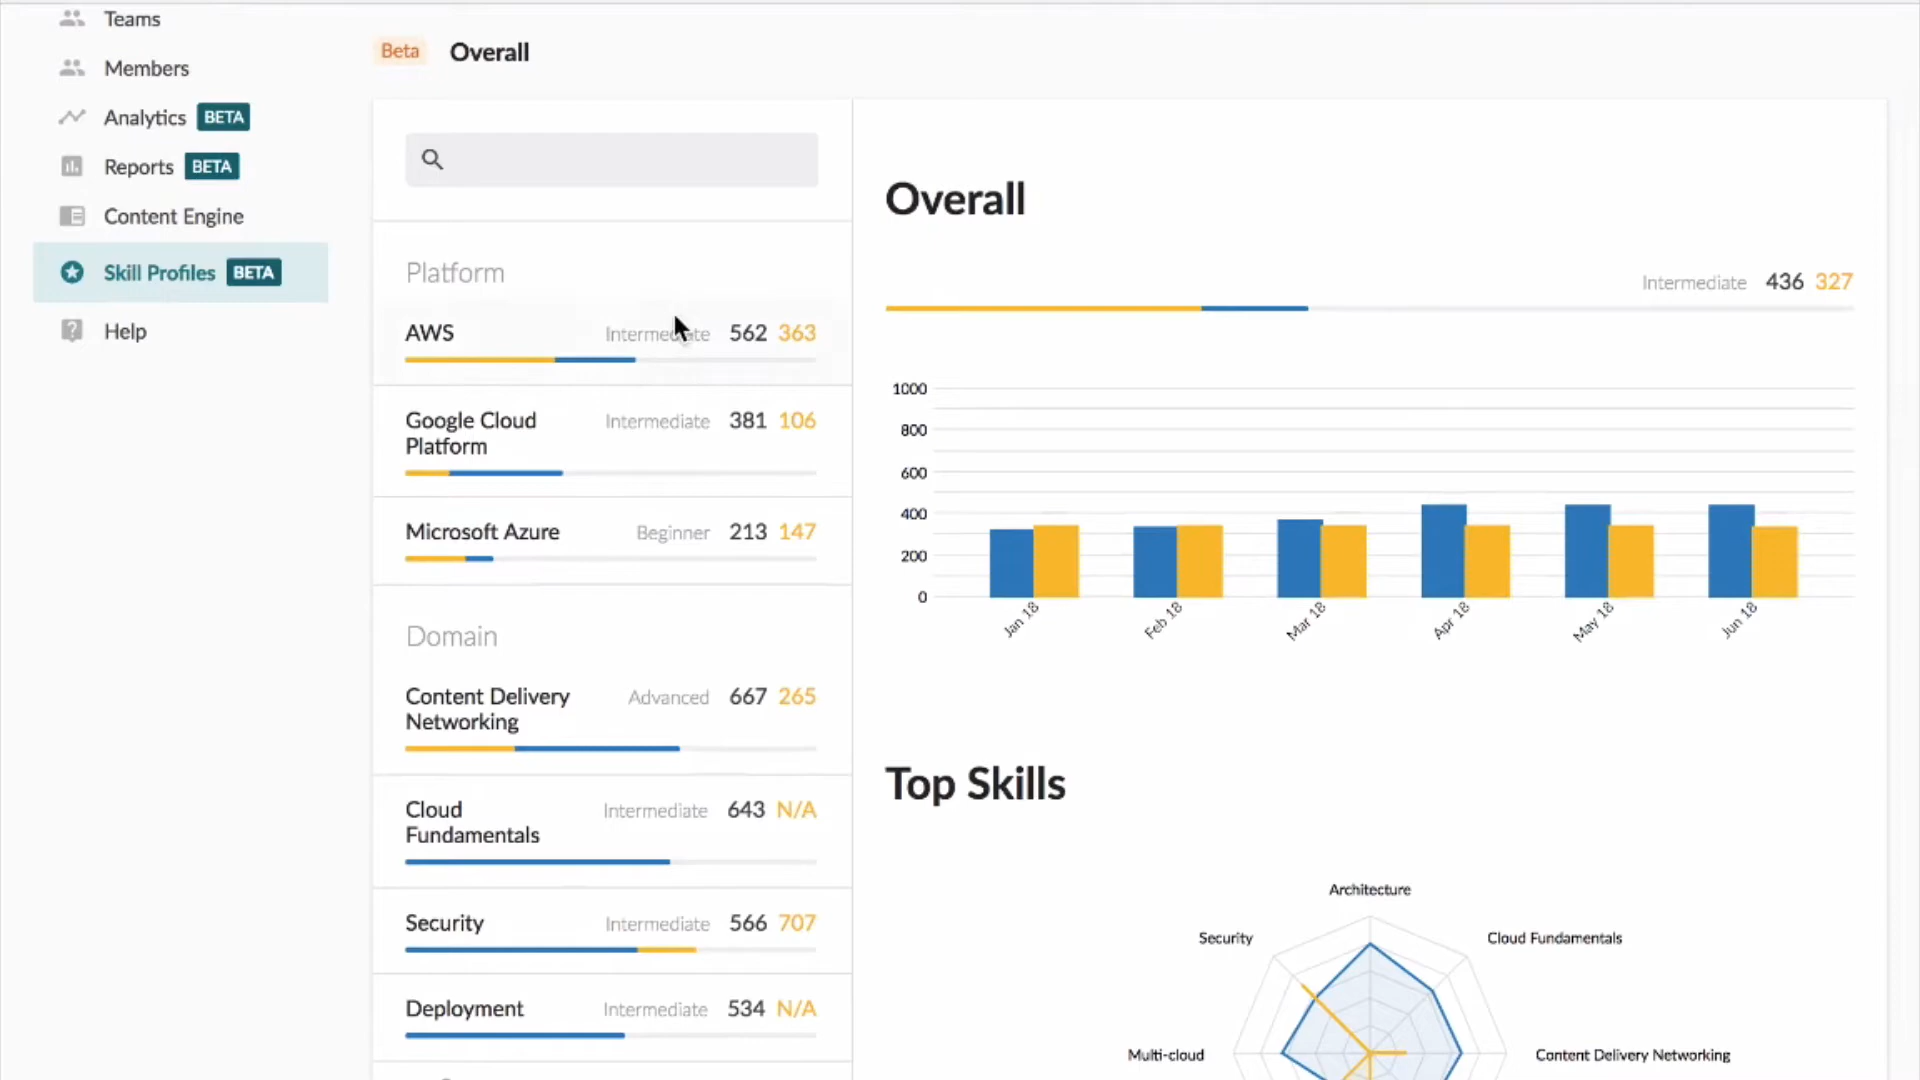 Teams
Members
Analytics BETA
Reports BETA
Content Engine
Skill Profiles BETA
Help
Beta Overall
Platform
AWS Intermediate 562 363
Google Cloud Intermediate 381 106
Platform
Microsoft Azure Beginner 213 147
Domain
Content Delivery Advanced 667 265
Networking
Cloud Intermediate 643 N/A
Fundamentals
Security Intermediate 566 707
Deployment Intermediate 534 N/A
Overall
Intermediate 436 327
1000
800
600
400
200
0
Jan 18 Feb 18 Mar 18 Apr 18 May 18 Jun 18
Top Skills
Architecture
Security Cloud Fundamentals
Multi-cloud Content Delivery Networking